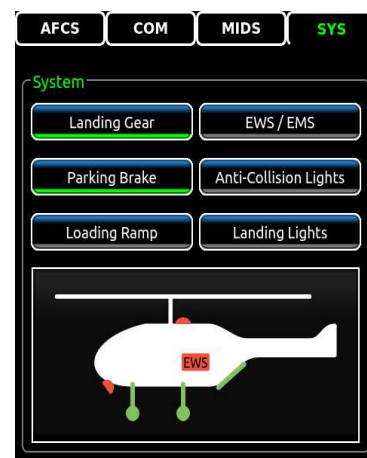 AFCS COM MIDS SYS
System
Landing Gear EWS / EMS
Parking Brake Anti-Collision Lights
Loading Ramp Landing Lights
EWS